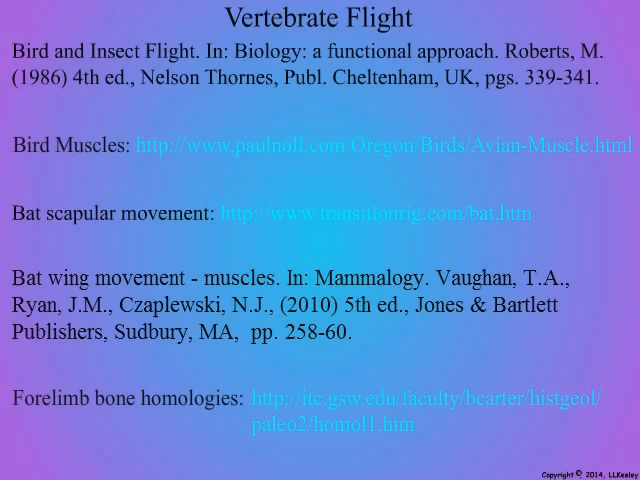 Vertebrate Flight
Bird and Insect Flight. In: Biology: a functional approach. Roberts, M.
(1986) 4th ed., Nelson Thornes, Publ. Cheltenham, UK, pgs. 339-341.
Bird Muscles: http://www.paulnoll.com/Oregon/Birds/Avian-Muscle.html
Bat scapular movement: http://www.transitionrig.com/bat.htm
Bat wing movement - muscles. In: Mammalogy. Vaughan, T.A.,
Ryan, J.M., Czaplewski, N.J., (2010) 5th ed., Jones & Bartlett
Publishers, Sudbury, MA, pp. 258-60.
Forelimb bone homologies: http://itc.gsw.edu/faculty/bcarter/histgeol/
paleo2/homol1.htm
Copyright © 2014, LLKeeley